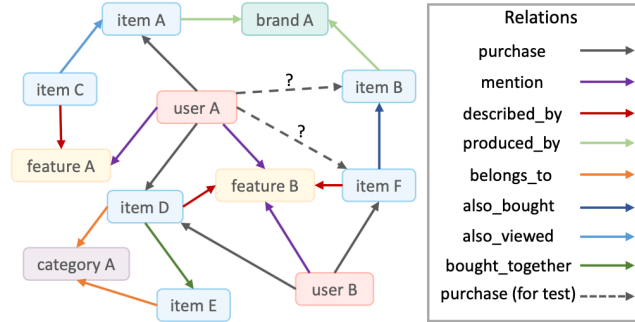 item A
brand A
item C
?
item B
user A
?
feature A
feature B
item F
item D
category A
item E
user B
Relations
purchase
mention
described_by
produced_by
belongs_to
also_bought
also_viewed
bought_together
purchase (for test)